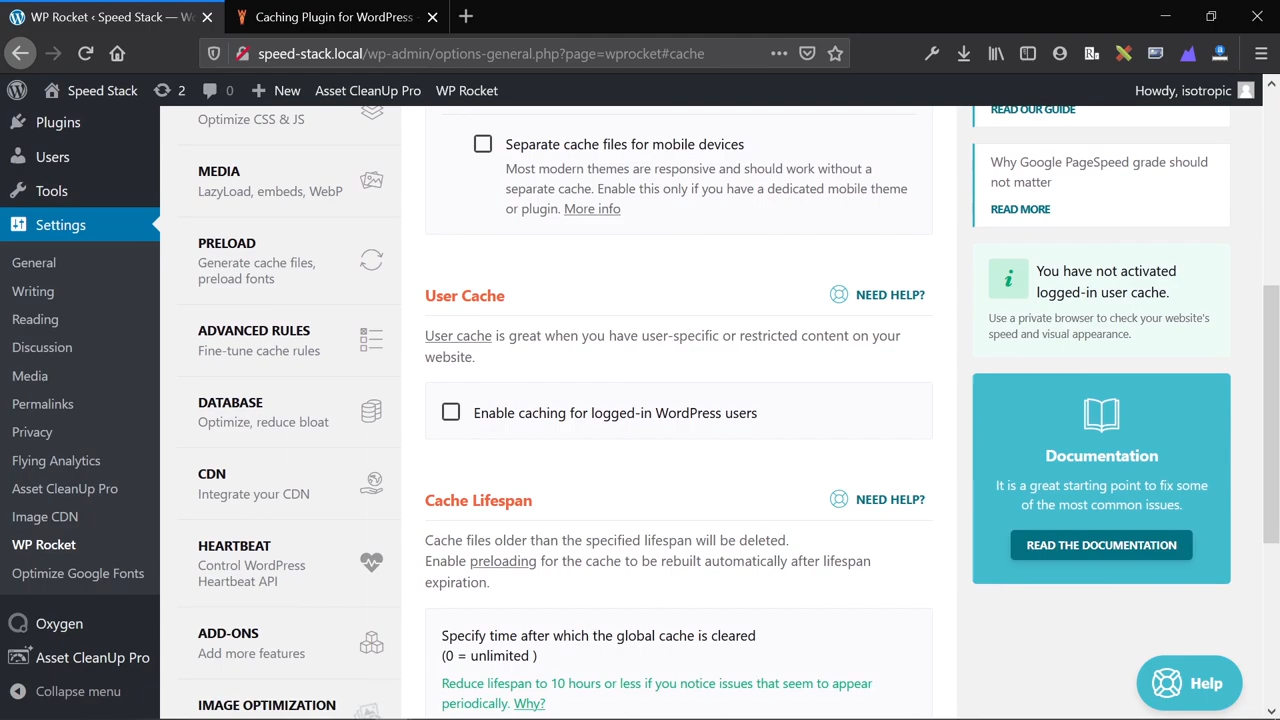 WP Rocket ‹ Speed Stack — Wo
Caching Plugin for WordPress -
speed-stack.local/wp-admin/options-general.php?page=wprocket#cache
Speed Stack
2
0
New
Asset CleanUp Pro
WP Rocket
Howdy, isotropic
Plugins
Users
Tools
Settings
General
Writing
Reading
Discussion
Media
Permalinks
Privacy
Flying Analytics
Asset CleanUp Pro
Image CDN
WP Rocket
Optimize Google Fonts
Oxygen
Asset CleanUp Pro
Collapse menu
Optimize CSS & JS
MEDIA
LazyLoad, embeds, WebP
PRELOAD
Generate cache files,
preload fonts
ADVANCED RULES
Fine-tune cache rules
DATABASE
Optimize, reduce bloat
CDN
Integrate your CDN
HEARTBEAT
Control WordPress
Heartbeat API
ADD-ONS
Add more features
IMAGE OPTIMIZATION
Separate cache files for mobile devices
Most modern themes are responsive and should work without a
separate cache. Enable this only if you have a dedicated mobile theme
or plugin. More info
User Cache
NEED HELP?
User cache is great when you have user-specific or restricted content on your
website.
Enable caching for logged-in WordPress users
Cache Lifespan
NEED HELP?
Cache files older than the specified lifespan will be deleted.
Enable preloading for the cache to be rebuilt automatically after lifespan
expiration.
Specify time after which the global cache is cleared
(0 = unlimited )
Reduce lifespan to 10 hours or less if you notice issues that seem to appear
periodically. Why?
READ OUR GUIDE
Why Google PageSpeed grade should
not matter
READ MORE
You have not activated
logged-in user cache.
Use a private browser to check your website's
speed and visual appearance.
Documentation
It is a great starting point to fix some
of the most common issues.
READ THE DOCUMENTATION
Help